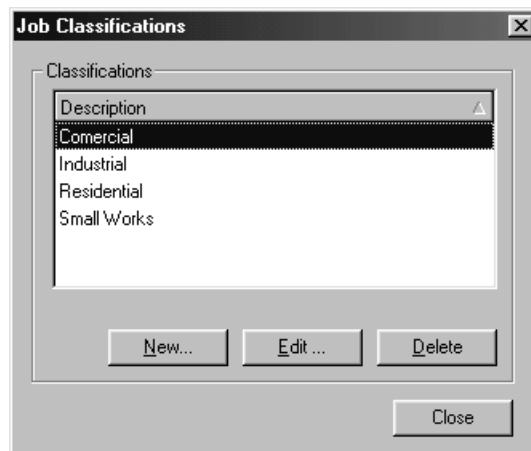 Job Classifications
Classifications
Description
Comercial
Industrial
Residential
Small Works
New... Edit ... Delete
Close